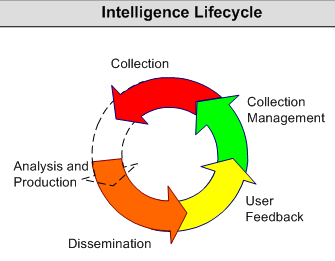 Intelligence Lifecycle
Collection
Collection
Management
Analysis and
Production
User
Feedback
Dissemination